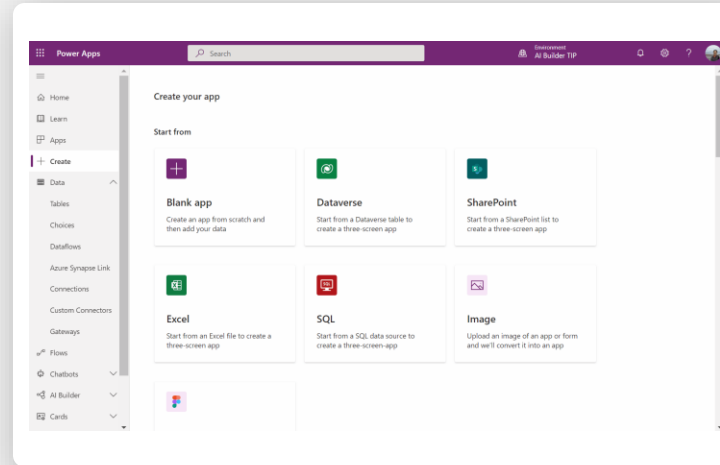 Power Apps
Search
Environment
AI Builder TIP
?
Home
Learn
Apps
Create
Data
Tables
Choices
Dataflows
Azure Synapse Link
Connections
Custom Connectors
Gateways
Flows
Chatbots
AI Builder
Cards
Create your app
Start from
Blank app
Create an app from scratch and
then add your data
Dataverse
Start from a Dataverse table to
create a three-screen app
SharePoint
Start from a SharePoint list to
create a three-screen app
Excel
Start from an Excel file to create a
three-screen app
SQL
SQL
Start from a SQL data source to
create a three-screen-app
Image
Upload an image of an app or form
and we'll convert it into an app